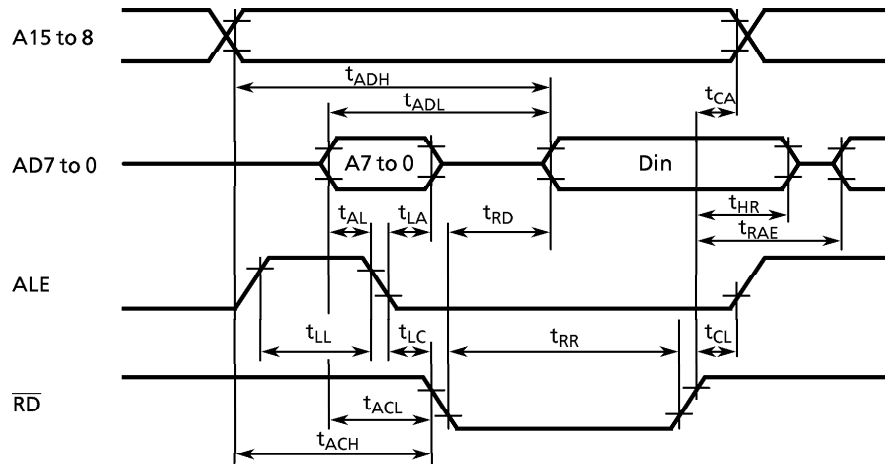 A15 to 8
tADH
tCA
tADL
AD7 to 0
A7 to 0
Din
tAL
tLA
tRD
tHR
tRAE
ALE
tLL
tLC
tRR
tCL
RD
tACL
tACH